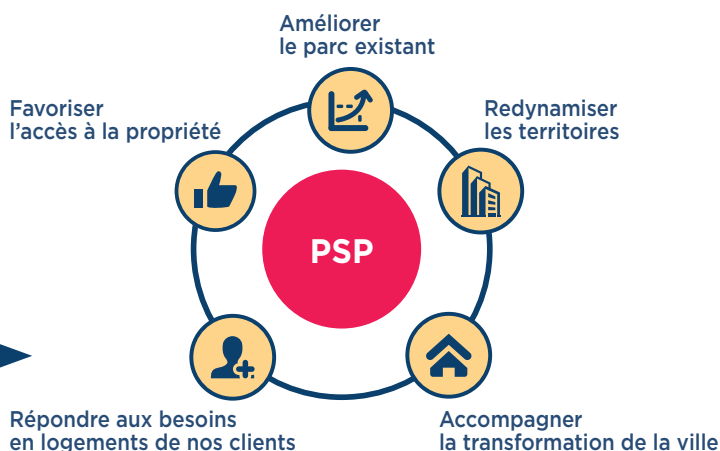 Améliorer
le parc existant
Favoriser
l'accès à la propriété
Redynamiser
les territoires
PSP
Répondre aux besoins
en logements de nos clients
Accompagner
la transformation de la ville